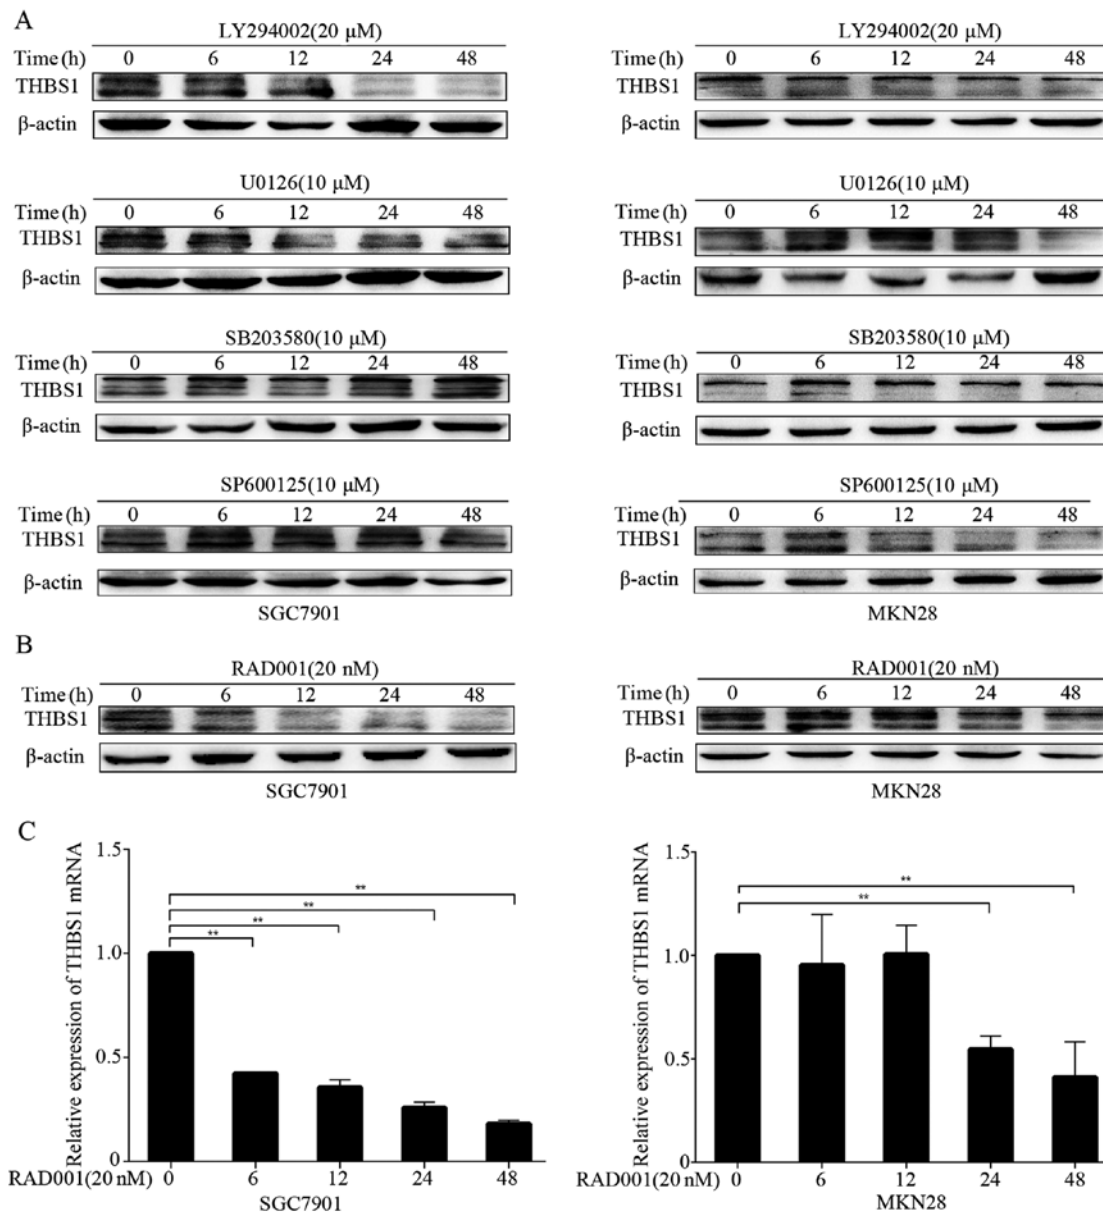 A
LY294002(20 μM)
Time (h) 0 6 12 24 48
THBS1
β-actin
LY294002(20 μM)
Time (h) 0 6 12 24 48
THBS1
β-actin
U0126(10 μM)
Time (h) 0 6 12 24 48
THBS1
β-actin
U0126(10 μM)
Time (h) 0 6 12 24 48
THBS1
β-actin
SB203580(10 μM)
Time (h) 0 6 12 24 48
THBS1
β-actin
SB203580(10 μM)
Time (h) 0 6 12 24 48
THBS1
β-actin
SP600125(10 μM)
Time (h) 0 6 12 24 48
THBS1
β-actin
SGC7901
SP600125(10 μM)
Time (h) 0 6 12 24 48
THBS1
β-actin
MKN28
B
RAD001(20 nM)
Time (h) 0 6 12 24 48
THBS1
β-actin
SGC7901
RAD001(20 nM)
Time (h) 0 6 12 24 48
THBS1
β-actin
MKN28
C
Relative expression of THBS1 mRNA
1.5
1.0
0.5
0
**
**
**
**
RAD001(20 nM) 0 6 12 24 48
SGC7901
Relative expression of THBS1 mRNA
1.5
1.0
0.5
0
**
**
RAD001(20 nM) 0 6 12 24 48
MKN28